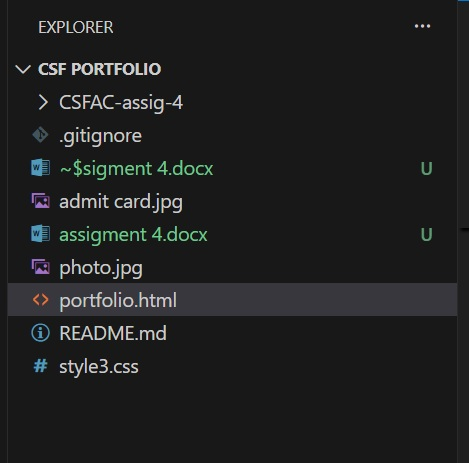 EXPLORER
CSF PORTFOLIO
CSFAC-assig-4
.gitignore
~$sigment 4.docx U
admit card.jpg
assigment 4.docx U
photo.jpg
portfolio.html
README.md
style3.css